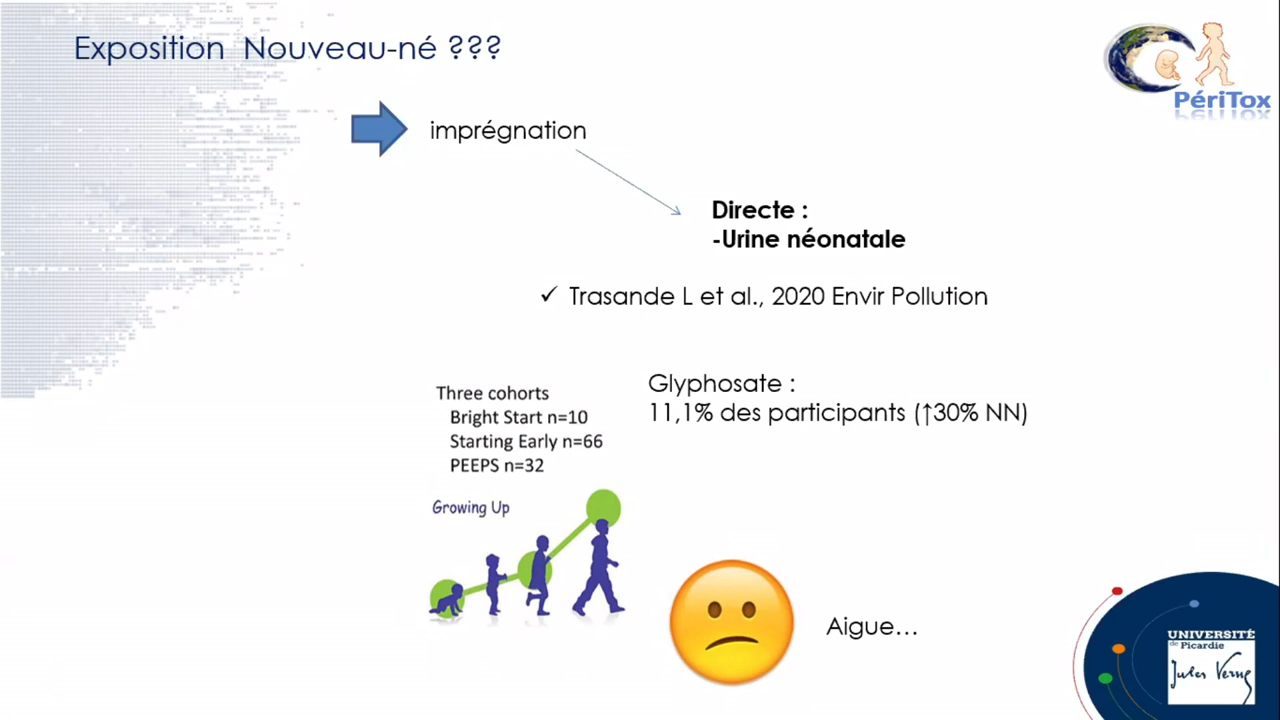 Exposition Nouveau-né ???
PériTox
imprégnation
Directe :
-Urine néonatale
✓ Trasande L et al., 2020 Envir Pollution
Glyphosate :
11,1% des participants (↑30% NN)
Three cohorts
Bright Start n=10
Starting Early n=66
PEEPS n=32
Growing Up
Aigue...
UNIVERSITÉ
de Picardie
Jules Verne